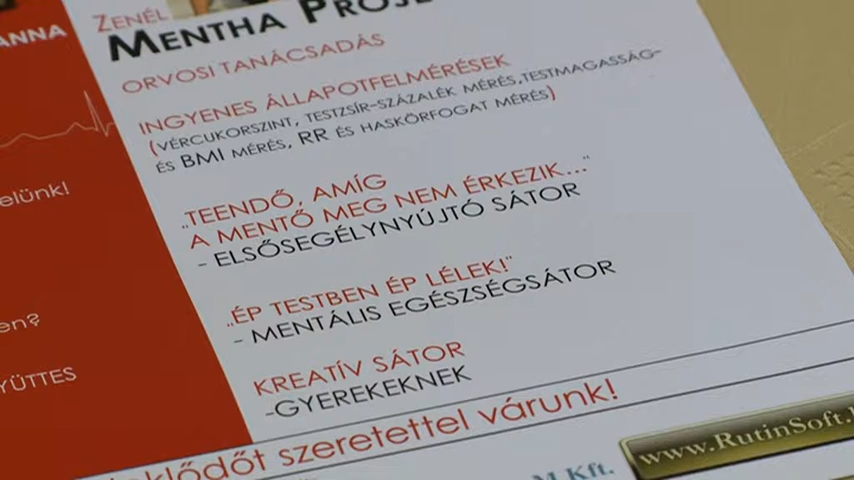 ZENÉL
MENTHA
ANNA
ORVOSI TANÁCSADÁS
INGYENES ÁLLAPOTFELMÉRÉSEK
(VÉRCUKORSZINT, TESTZSÍR-SZÁZALÉK MÉRÉS,TESTMAGASSÁG-
ÉS BMI MÉRÉS, RR ÉS HASKÖRFOGAT MÉRÉS)
„TEENDŐ, AMÍG
A MENTŐ MEG NEM ÉRKEZIK..."
- ELSŐSEGÉLYNYÚJTÓ SÁTOR
„ÉP TESTBEN ÉP LÉLEK!"
- MENTÁLIS EGÉSZSÉGSÁTOR
KREATÍV SÁTOR
-GYEREKEKNEK
szeretettel várunk!
M Kft.
www.RutinSoft.